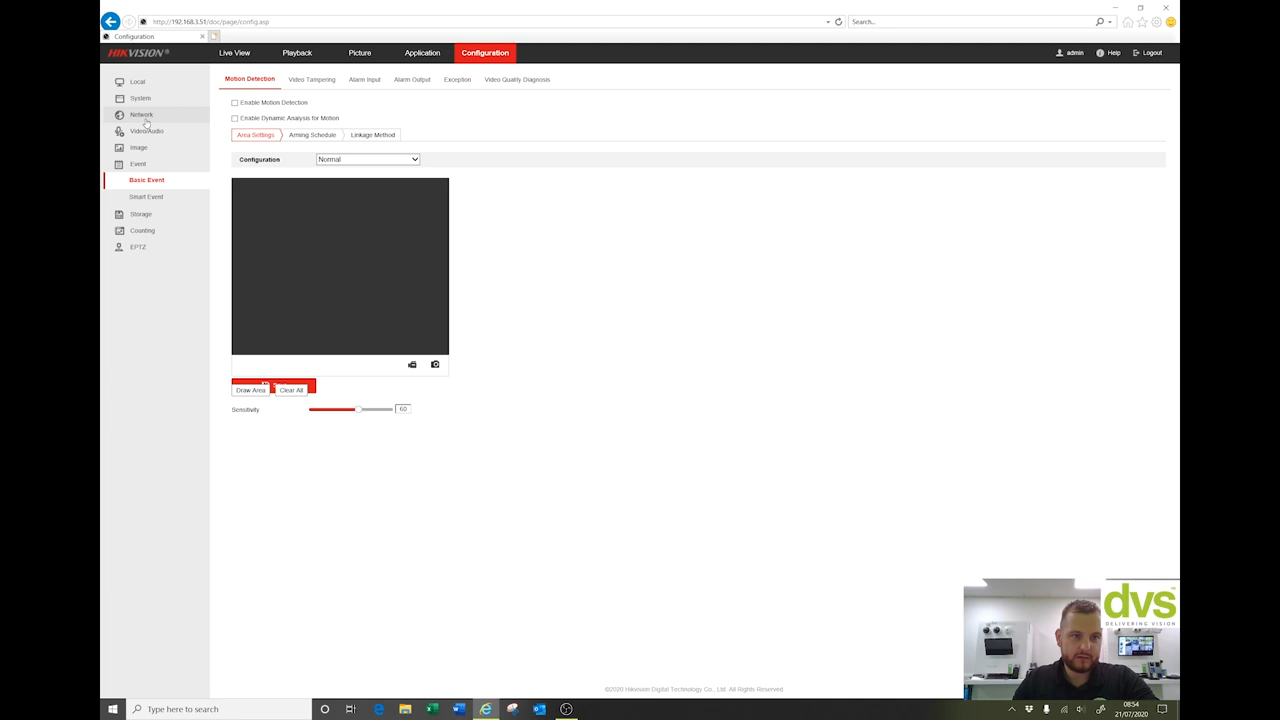 http://192.168.3.51/doc/page/config.asp
Search...
Configuration
HIKVISION®
Live View
Playback
Picture
Application
Configuration
admin
Help
Logout
Local
System
Network
Video/Audio
Image
Event
Basic Event
Smart Event
Storage
Counting
EPTZ
Motion Detection
Video Tampering
Alarm Input
Alarm Output
Exception
Video Quality Diagnosis
Enable Motion Detection
Enable Dynamic Analysis for Motion
Area Settings
Arming Schedule
Linkage Method
Configuration
Normal
Draw Area
Clear All
Sensitivity
60
dvs
DELIVERING VISION
©2020 Hikvision Digital Technology Co., Ltd. All Rights Reserved
Type here to search
08:54
21/07/2020